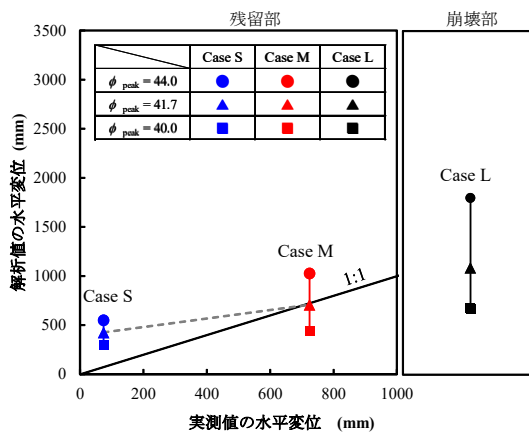 残留部
崩壊部
3500
3000
2500
2000
1500
1000
500
0
解析値の水平変位 (mm)
Case S Case M Case L
ϕ peak = 44.0
ϕ peak = 41.7
ϕ peak = 40.0
Case L
Case M
1:1
Case S
0 200 400 600 800 1000
実測値の水平変位 (mm)